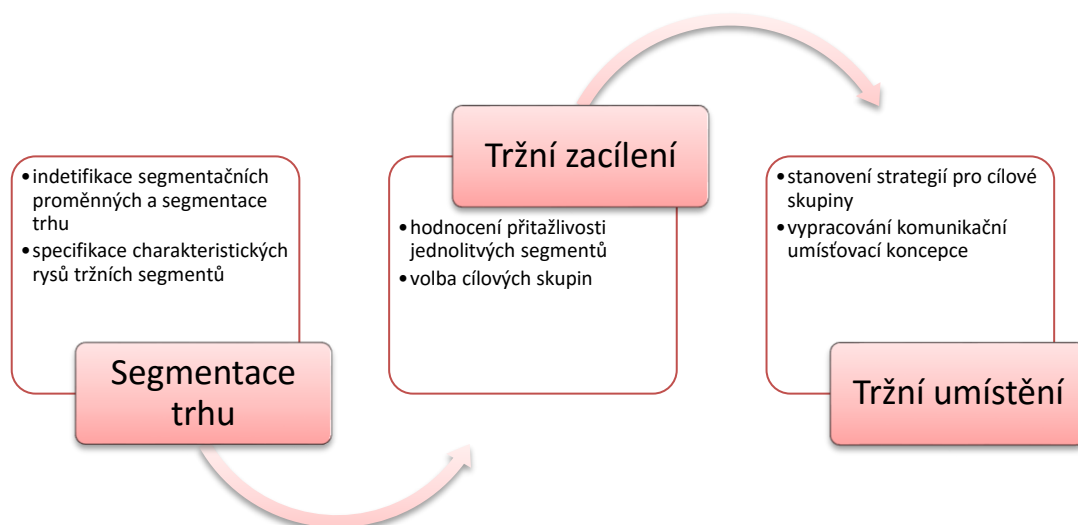 •indetifikace segmentačních
proměnných a segmentace
trhu
•specifikace charakteristických
rysů tržních segmentů
Segmentace
trhu
Tržní zacílení
•hodnocení přitažlivosti
jednolitvých segmentů
•volba cílových skupin
•stanovení strategií pro cílové
skupiny
•vypracování komunikační
umísťovací koncepce
Tržní umístění